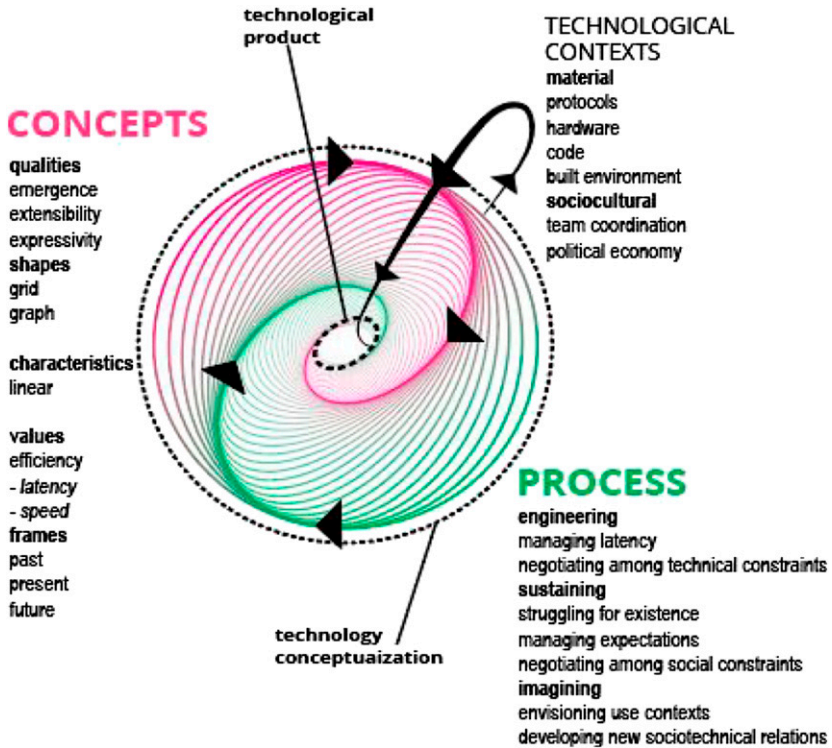 technological
product
TECHNOLOGICAL
CONTEXTS
material
protocols
hardware
code
built environment
sociocultural
team coordination
political economy
CONCEPTS
qualities
emergence
extensibility
expressivity
shapes
grid
graph
characteristics
linear
values
efficiency
- latency
- speed
frames
past
present
future
PROCESS
engineering
managing latency
negotiating among technical constraints
sustaining
struggling for existence
managing expectations
negotiating among social constraints
imagining
envisioning use contexts
developing new sociotechnical relations
technology
conceptuaization